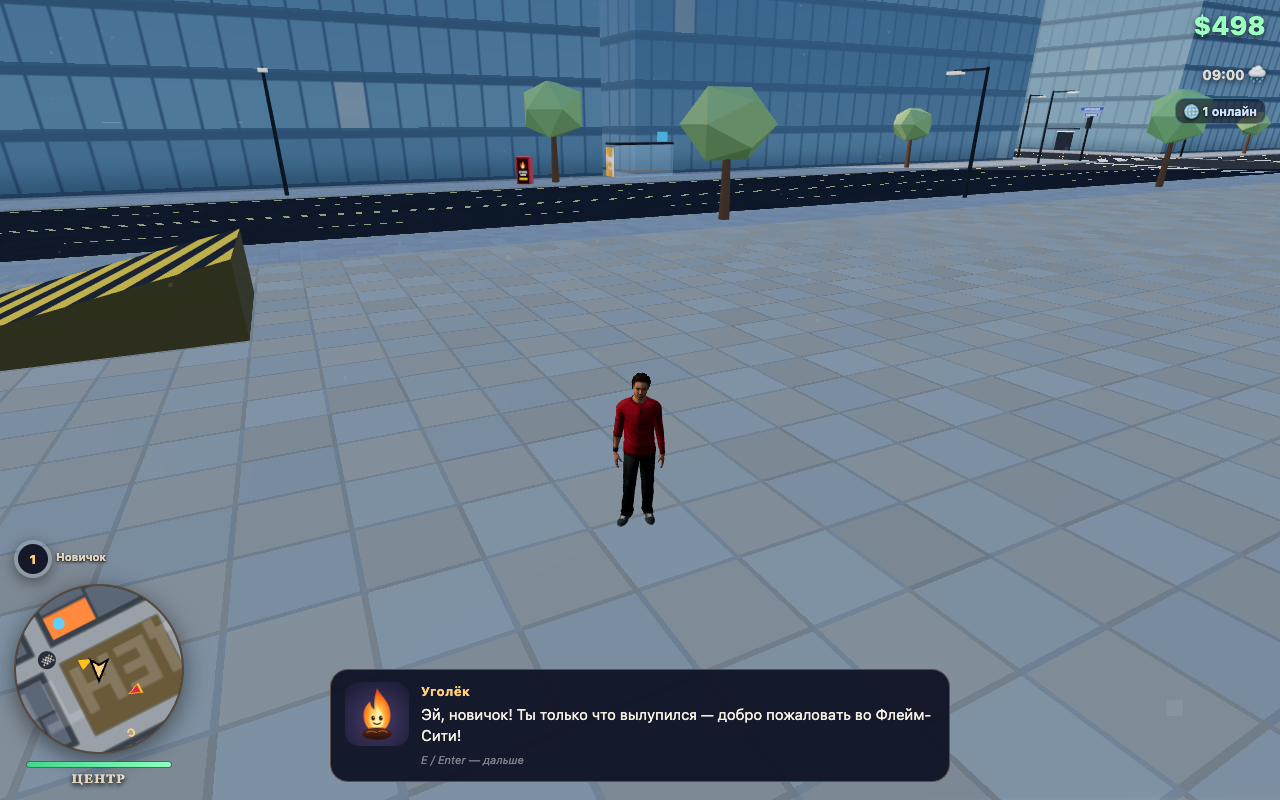 $498
09:00
1 онлайн
1
Новичок
Уголёк
Эй, новичок! Ты только что вылупился — добро пожаловать во Флейм-
Сити!
E / Enter — дальше
ЦЕНТР